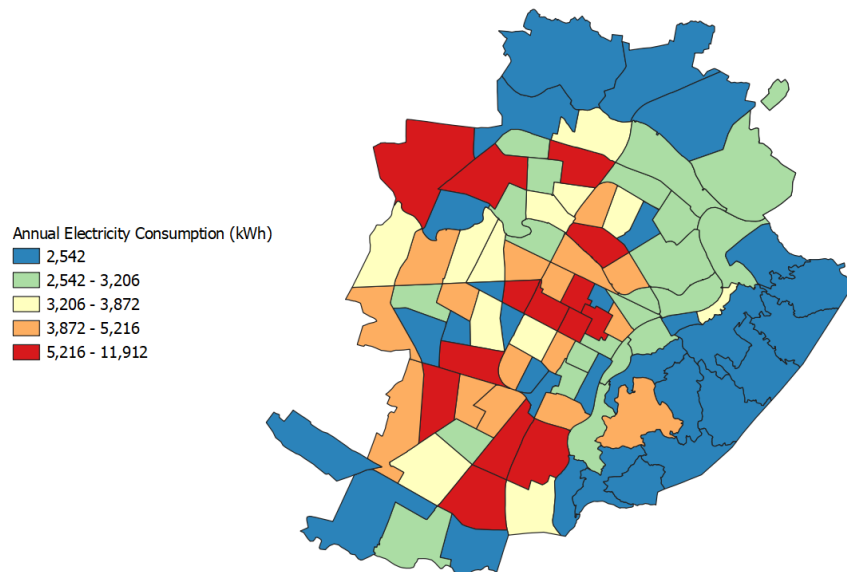 Annual Electricity Consumption (kWh)
2,542
2,542 - 3,206
3,206 - 3,872
3,872 - 5,216
5,216 - 11,912